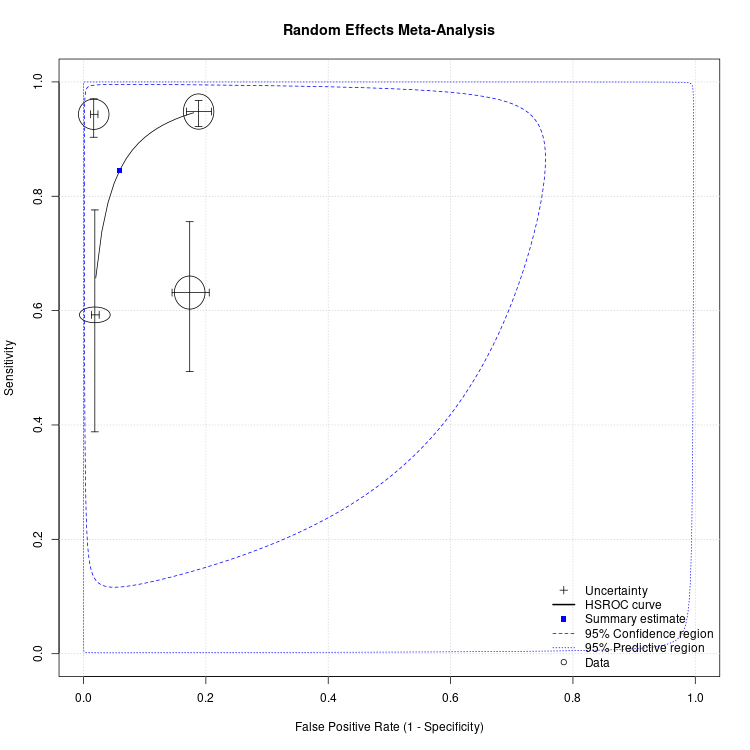 Random Effects Meta-Analysis
1.0
0.8
0.6
0.4
0.2
0.0
Sensitivity
Uncertainty
HSROC curve
Summary estimate
95% Confidence region
95% Predictive region
Data
0.0 0.2 0.4 0.6 0.8 1.0
False Positive Rate (1 - Specificity)